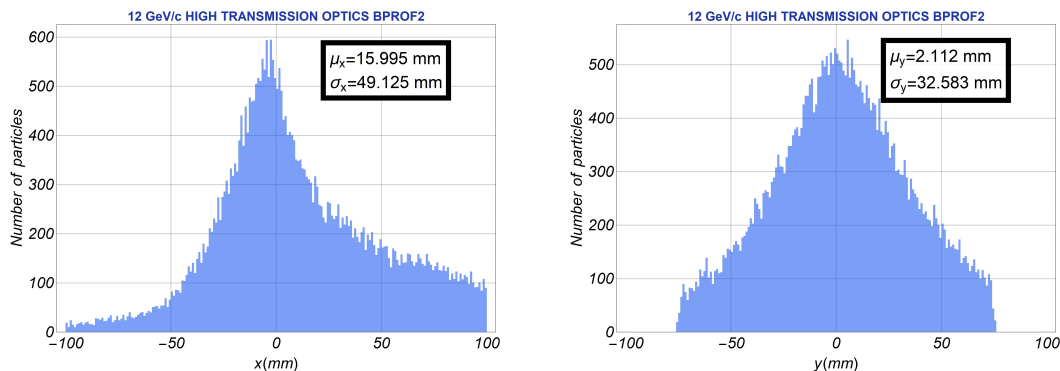 12 GeV/c HIGH TRANSMISSION OPTICS BPROF2
600
500
400
300
200
100
0
Number of particles
μx=15.995 mm
σx=49.125 mm
−100
−50
0
50
100
x(mm)
12 GeV/c HIGH TRANSMISSION OPTICS BPROF2
500
400
300
200
100
0
Number of particles
μy=2.112 mm
σy=32.583 mm
−100
−50
0
50
100
y(mm)